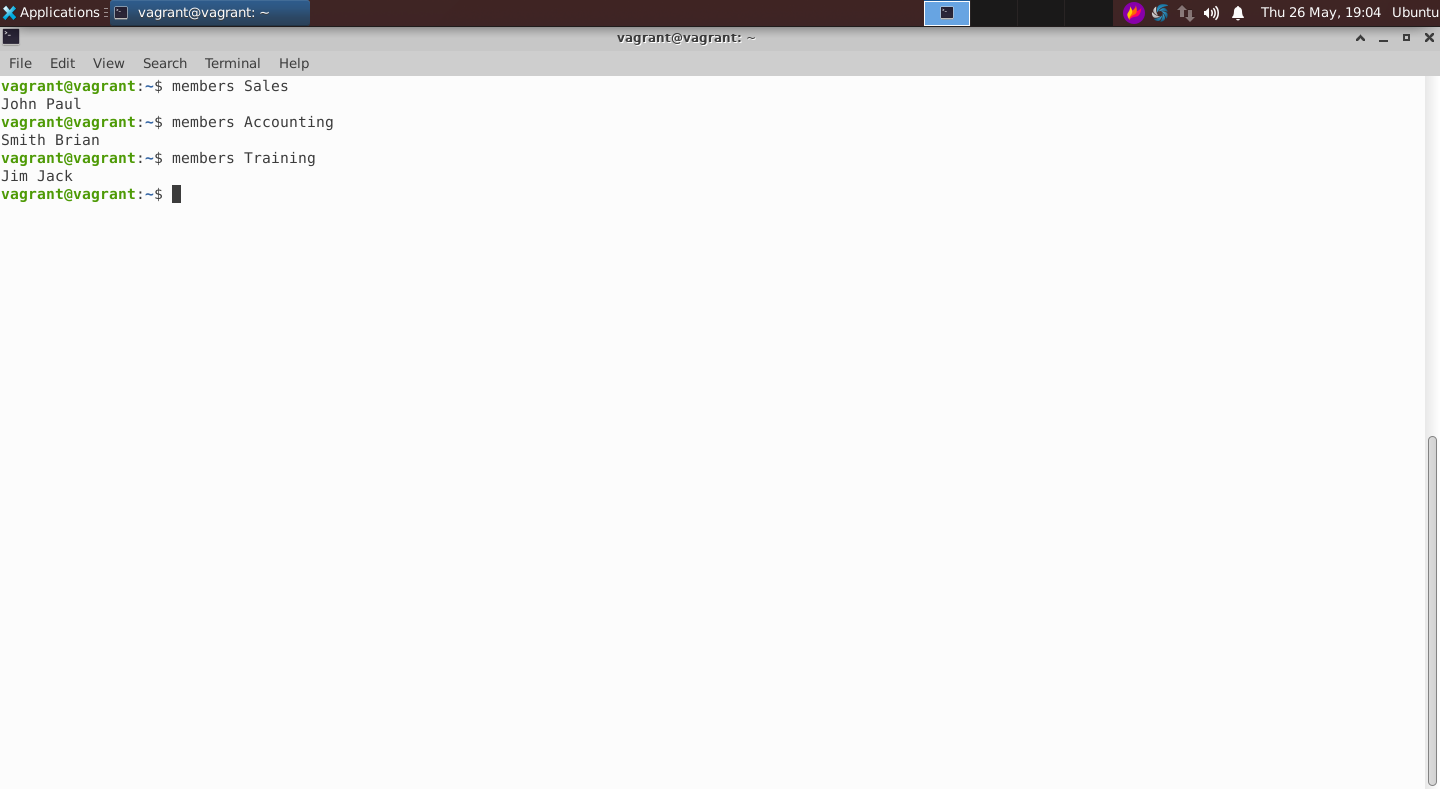 Applications vagrant@vagrant: ~ Thu 26 May, 19:04 Ubuntu
vagrant@vagrant: ~
File Edit View Search Terminal Help
vagrant@vagrant:~$ members Sales
John Paul
vagrant@vagrant:~$ members Accounting
Smith Brian
vagrant@vagrant:~$ members Training
Jim Jack
vagrant@vagrant:~$